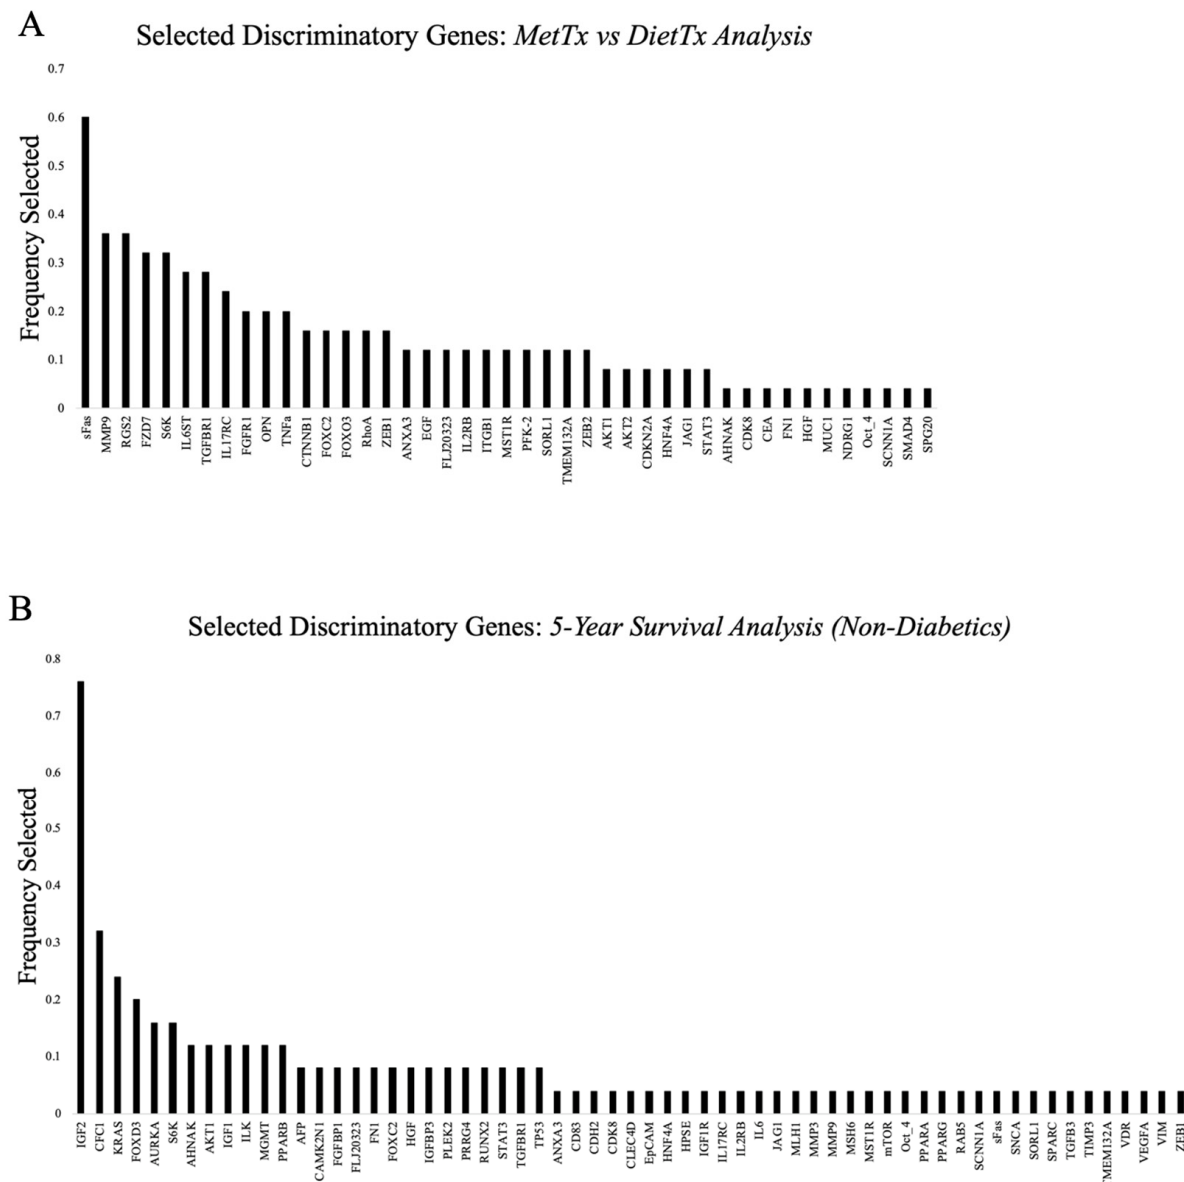 A
Selected Discriminatory Genes: MetTx vs DietTx Analysis
Frequency Selected
0.7
0.6
0.5
0.4
0.3
0.2
0.1
0
sFas
MMP9
RGS2
FZD7
S6K
IL6ST
TGFBR1
IL17RC
FGFR1
OPN
TNFa
CTNNB1
FOXC2
FOXO3
RhoA
ZEB1
ANXA3
EGF
FLJ20323
IL2RB
ITGB1
MST1R
PFK-2
SORL1
TMEM132A
ZEB2
AKT1
AKT2
CDKN2A
HNF4A
JAG1
STAT3
AHNAK
CDK8
CEA
FN1
HGF
MUC1
NDRG1
Oct_4
SCNN1A
SMAD4
SPG20
B
Selected Discriminatory Genes: 5-Year Survival Analysis (Non-Diabetics)
Frequency Selected
0.8
0.7
0.6
0.5
0.4
0.3
0.2
0.1
0
IGF2
CFC1
KRAS
FOXD3
AURKA
S6K
AHNAK
AKT1
IGF1
ILK
MGMT
PPARB
AFP
CAMK2N1
FGFBP1
FLJ20323
FN1
FOXC2
HGF
IGFBP3
PLEK2
PRRG4
RUNX2
STAT3
TGFBR1
TP53
ANXA3
CD83
CDH2
CDK8
CLEC4D
EpCAM
HNF4A
HPSE
IGF1R
IL17RC
IL2RB
IL6
JAG1
MLH1
MMP3
MMP9
MSH6
MST1R
mTOR
Oct_4
PPARA
PPARG
RAB5
SCNN1A
sFas
SNCA
SORL1
SPARC
TGFB3
TIMP3
TMEM132A
VDR
VEGFA
VIM
ZEB1